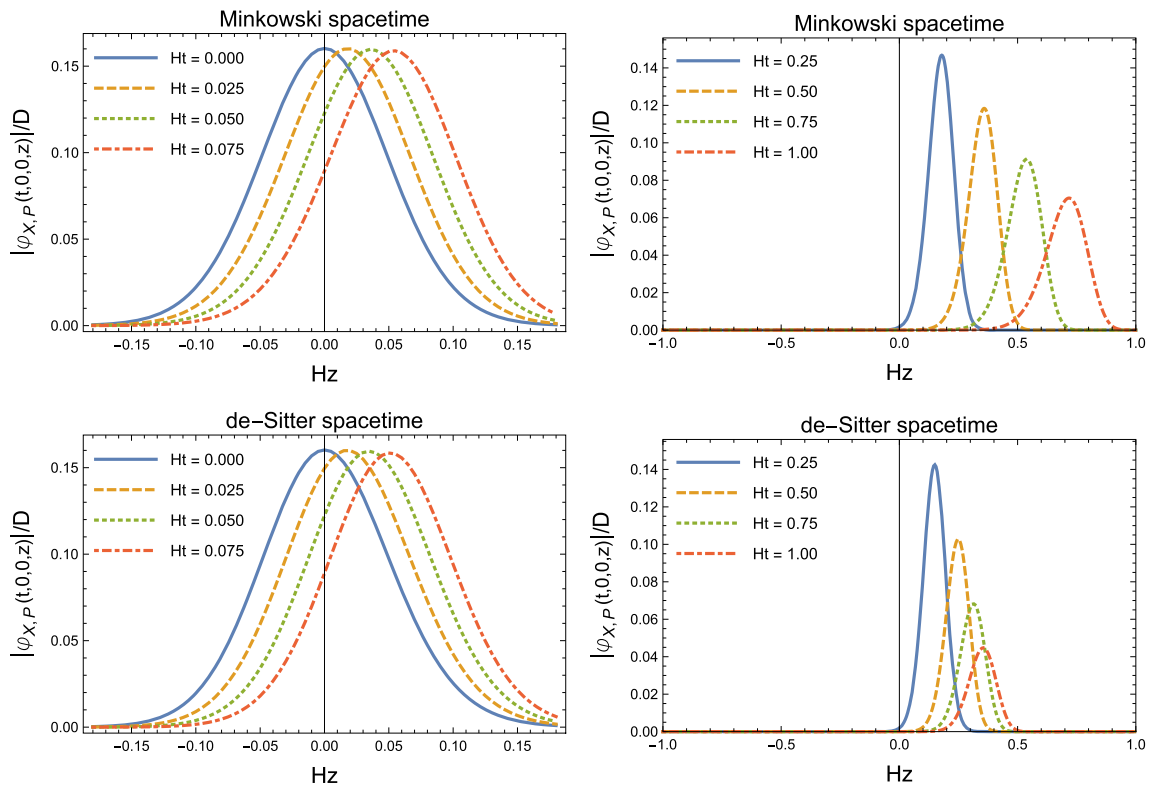 Minkowski spacetime
|φX,P(t,0,0,z)|/D
0.15
0.10
0.05
0.00
Ht = 0.000
Ht = 0.025
Ht = 0.050
Ht = 0.075
−0.15 −0.10 −0.05 0.00 0.05 0.10 0.15
Hz
Minkowski spacetime
|φX,P(t,0,0,z)|/D
0.14
0.12
0.10
0.08
0.06
0.04
0.02
0.00
Ht = 0.25
Ht = 0.50
Ht = 0.75
Ht = 1.00
−1.0 −0.5 0.0 0.5 1.0
Hz
de−Sitter spacetime
|φX,P(t,0,0,z)|/D
0.15
0.10
0.05
0.00
Ht = 0.000
Ht = 0.025
Ht = 0.050
Ht = 0.075
−0.15 −0.10 −0.05 0.00 0.05 0.10 0.15
Hz
de−Sitter spacetime
|φX,P(t,0,0,z)|/D
0.14
0.12
0.10
0.08
0.06
0.04
0.02
0.00
Ht = 0.25
Ht = 0.50
Ht = 0.75
Ht = 1.00
−1.0 −0.5 0.0 0.5 1.0
Hz